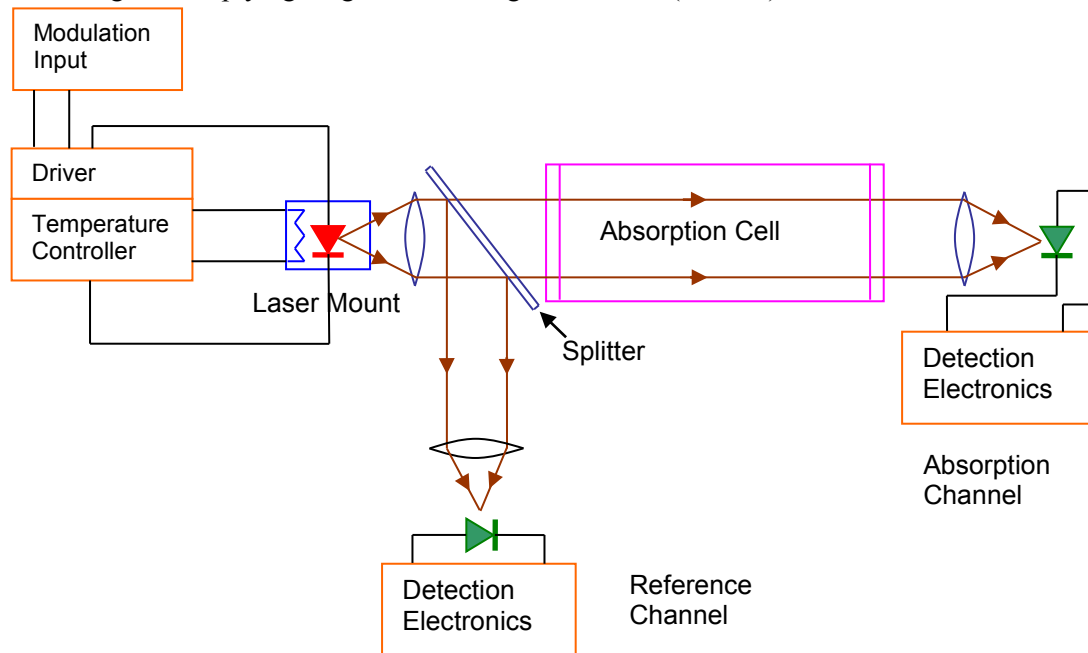 Modulation
Input
Driver
Temperature
Controller
Laser Mount
Splitter
Absorption Cell
Detection
Electronics
Absorption
Channel
Detection
Electronics
Reference
Channel